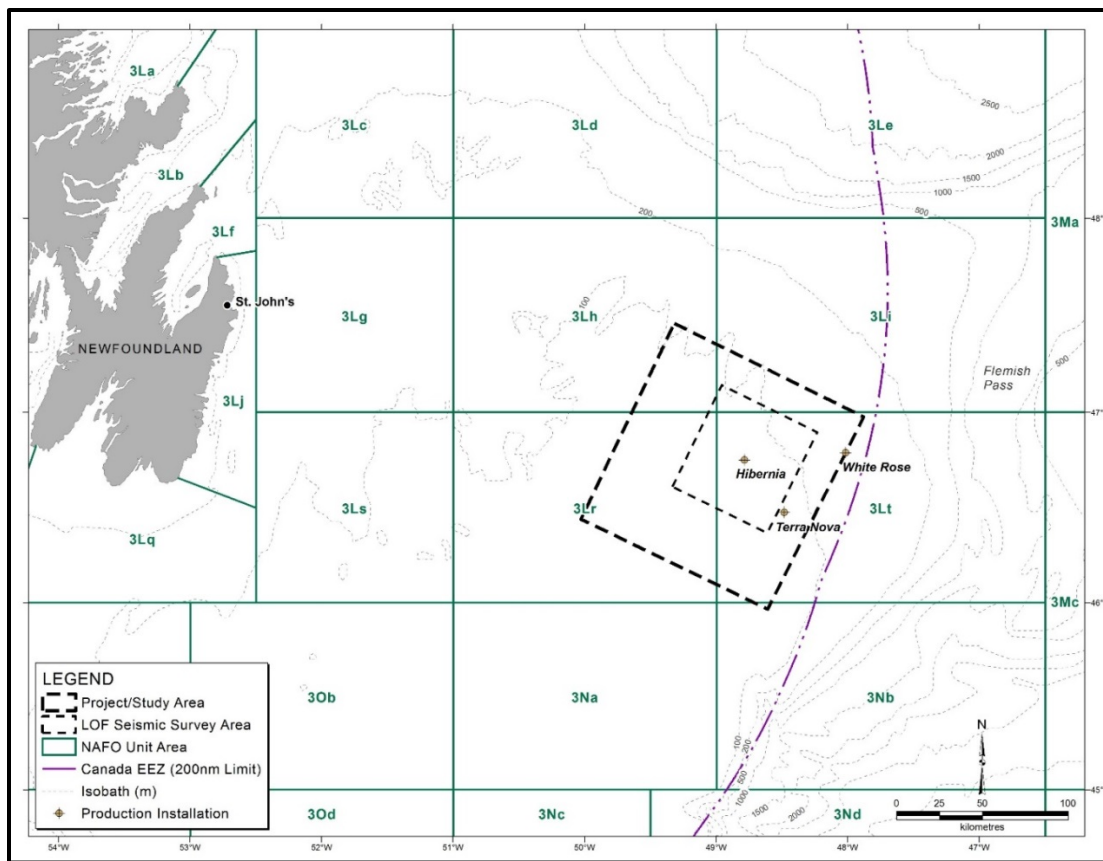 3La
3Lc
3Ld
3Le
2500
2000
1500
1000
500
3Lb
200
48°
3Ma
3Lf
St. John's
100
3Lg
3Lh
3Li
NEWFOUNDLAND
Flemish
Pass
500
3Lj
47°
White Rose
Hibernia
3Ls
3Lr
3Lt
Terra Nova
3Lq
46°
3Mc
LEGEND
Project/Study Area
LOF Seismic Survey Area
NAFO Unit Area
Canada EEZ (200nm Limit)
Isobath (m)
Production Installation
3Ob
3Na
3Nb
N
100
200
500
1000
1500
2000
45°
3Od
3Nc
3Nd
0 25 50 100
kilometres
54°W 53°W 52°W 51°W 50°W 49°W 48°W 47°W